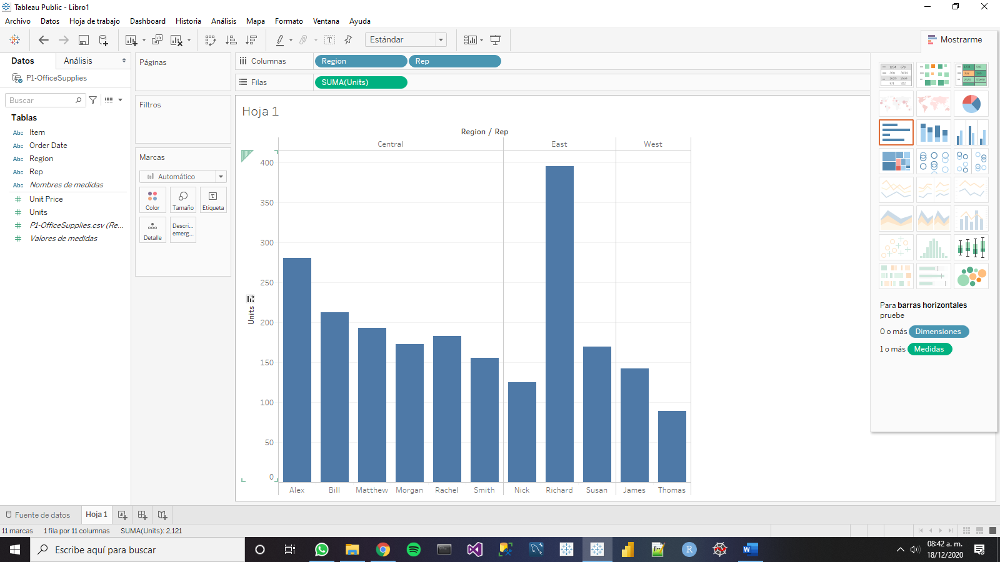 Tableau Public - Libro1
Archivo Datos Hoja de trabajo Dashboard Historia Análisis Mapa Formato Ventana Ayuda
Estándar
Mostrarme
Datos Análisis
P1-OfficeSupplies
Buscar
Tablas
Abc Item
Abc Order Date
Abc Region
Abc Rep
Abc Nombres de medidas
# Unit Price
# Units
# P1-OfficeSupplies.csv (Re...
# Valores de medidas
Páginas
Filtros
Marcas
Automático
Color Tamaño Etiqueta
Detalle
Descri...
emerg...
Columnas Region Rep
Filas SUMA(Units)
Hoja 1
Region / Rep
Central East West
Units
400
350
300
250
200
150
100
50
0
Alex Bill Matthew Morgan Rachel Smith Nick Richard Susan James Thomas
Para barras horizontales
pruebe
0 o más Dimensiones
1 o más Medidas
Fuente de datos Hoja 1
11 marcas 1 fila por 11 columnas SUMA(Units): 2,121
Escribe aquí para buscar
08:42 a. m.
18/12/2020